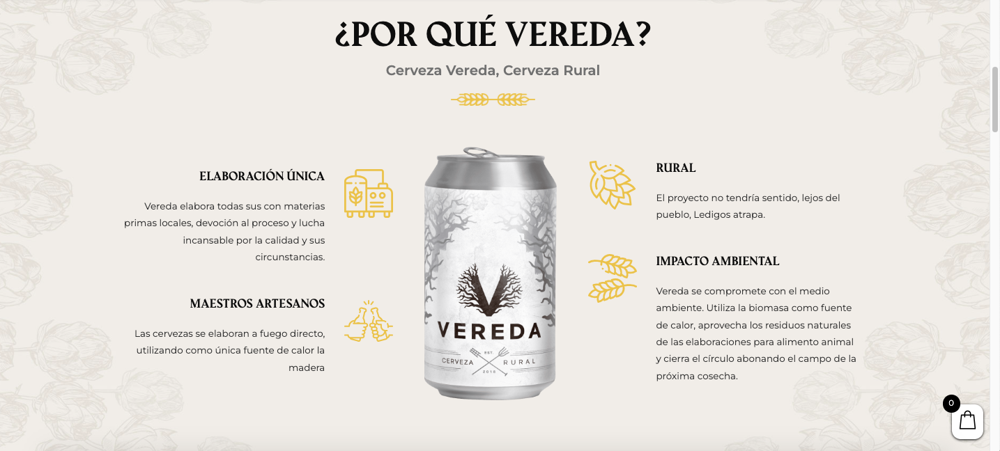 ¿POR QUÉ VEREDA?
Cerveza Vereda, Cerveza Rural
ELABORACIÓN ÚNICA
Vereda elabora todas sus con materias
primas locales, devoción al proceso y lucha
incansable por la calidad y sus
circunstancias.
MAESTROS ARTESANOS
Las cervezas se elaboran a fuego directo,
utilizando como única fuente de calor la
madera
VEREDA
EST.
CERVEZA RURAL
2018
RURAL
El proyecto no tendría sentido, lejos del
pueblo, Ledigos atrapa.
IMPACTO AMBIENTAL
Vereda se compromete con el medio
ambiente. Utiliza la biomasa como fuente
de calor, aprovecha los residuos naturales
de las elaboraciones para alimento animal
y cierra el círculo abonando el campo de la
próxima cosecha.
0